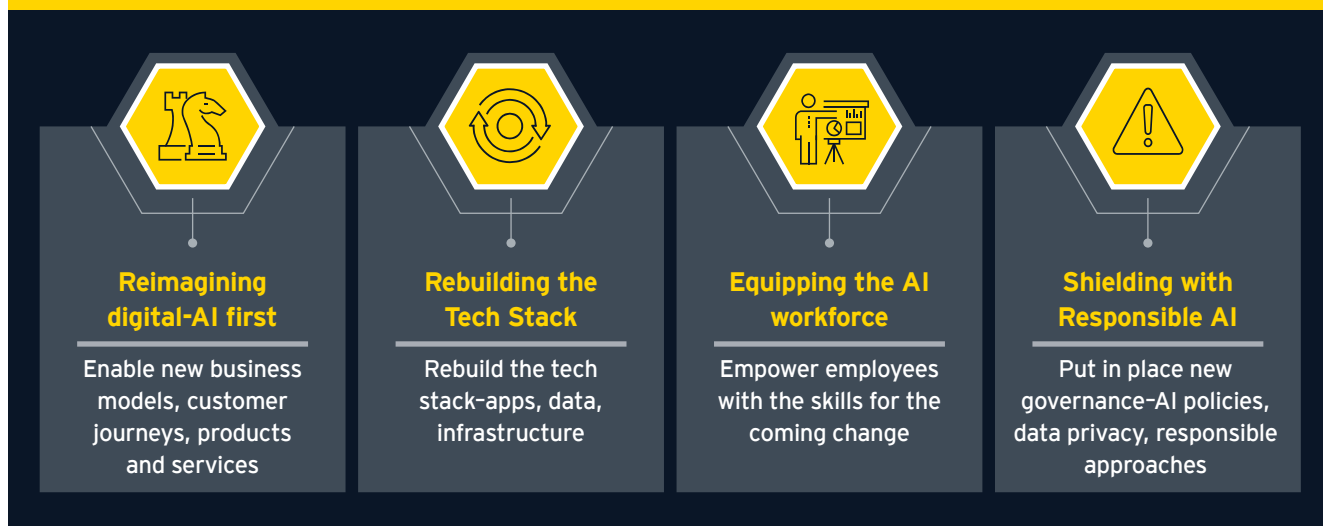 Reimagining
digital-AI first
Enable new business
models, customer
journeys, products
and services
Rebuilding the
Tech Stack
Rebuild the tech
stack–apps, data,
infrastructure
Equipping the AI
workforce
Empower employees
with the skills for the
coming change
Shielding with
Responsible AI
Put in place new
governance–AI policies,
data privacy, responsible
approaches